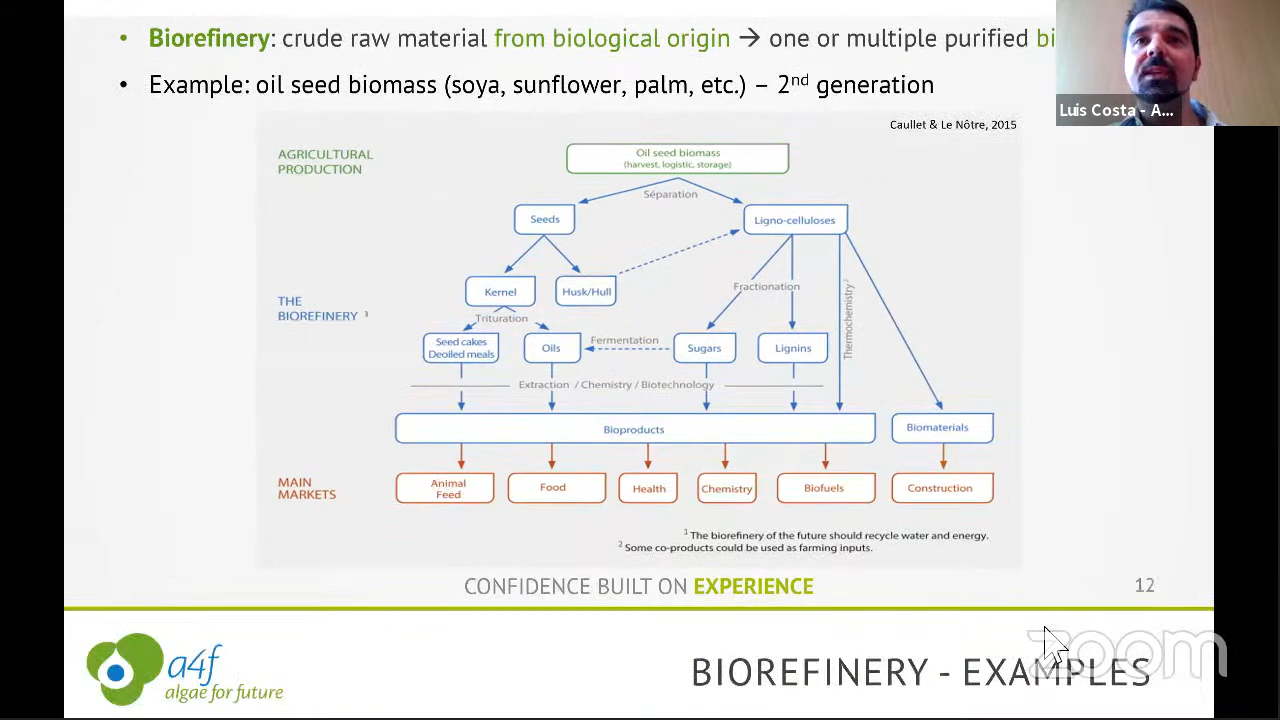 • Biorefinery: crude raw material from biological origin → one or multiple purified bi
• Example: oil seed biomass (soya, sunflower, palm, etc.) – 2nd generation
Luis Costa - A...
Caullet & Le Nôtre, 2015
AGRICULTURAL
PRODUCTION
Oil seed biomass
(harvest, logistic, storage)
Séparation
Seeds
Ligno-celluloses
Kernel
Husk/Hull
Fractionation
Thermochemistry 2
THE
BIOREFINERY 1
Trituration
Seed cakes
Deoiled meals
Oils
Fermentation
Sugars
Lignins
Extraction / Chemistry / Biotechnology
Bioproducts
Biomaterials
MAIN
MARKETS
Animal
Feed
Food
Health
Chemistry
Biofuels
Construction
1 The biorefinery of the future should recycle water and energy.
2 Some co-products could be used as farming inputs.
CONFIDENCE BUILT ON EXPERIENCE
12
a4f
algae for future
zoom
BIOREFINERY - EXAMPLES